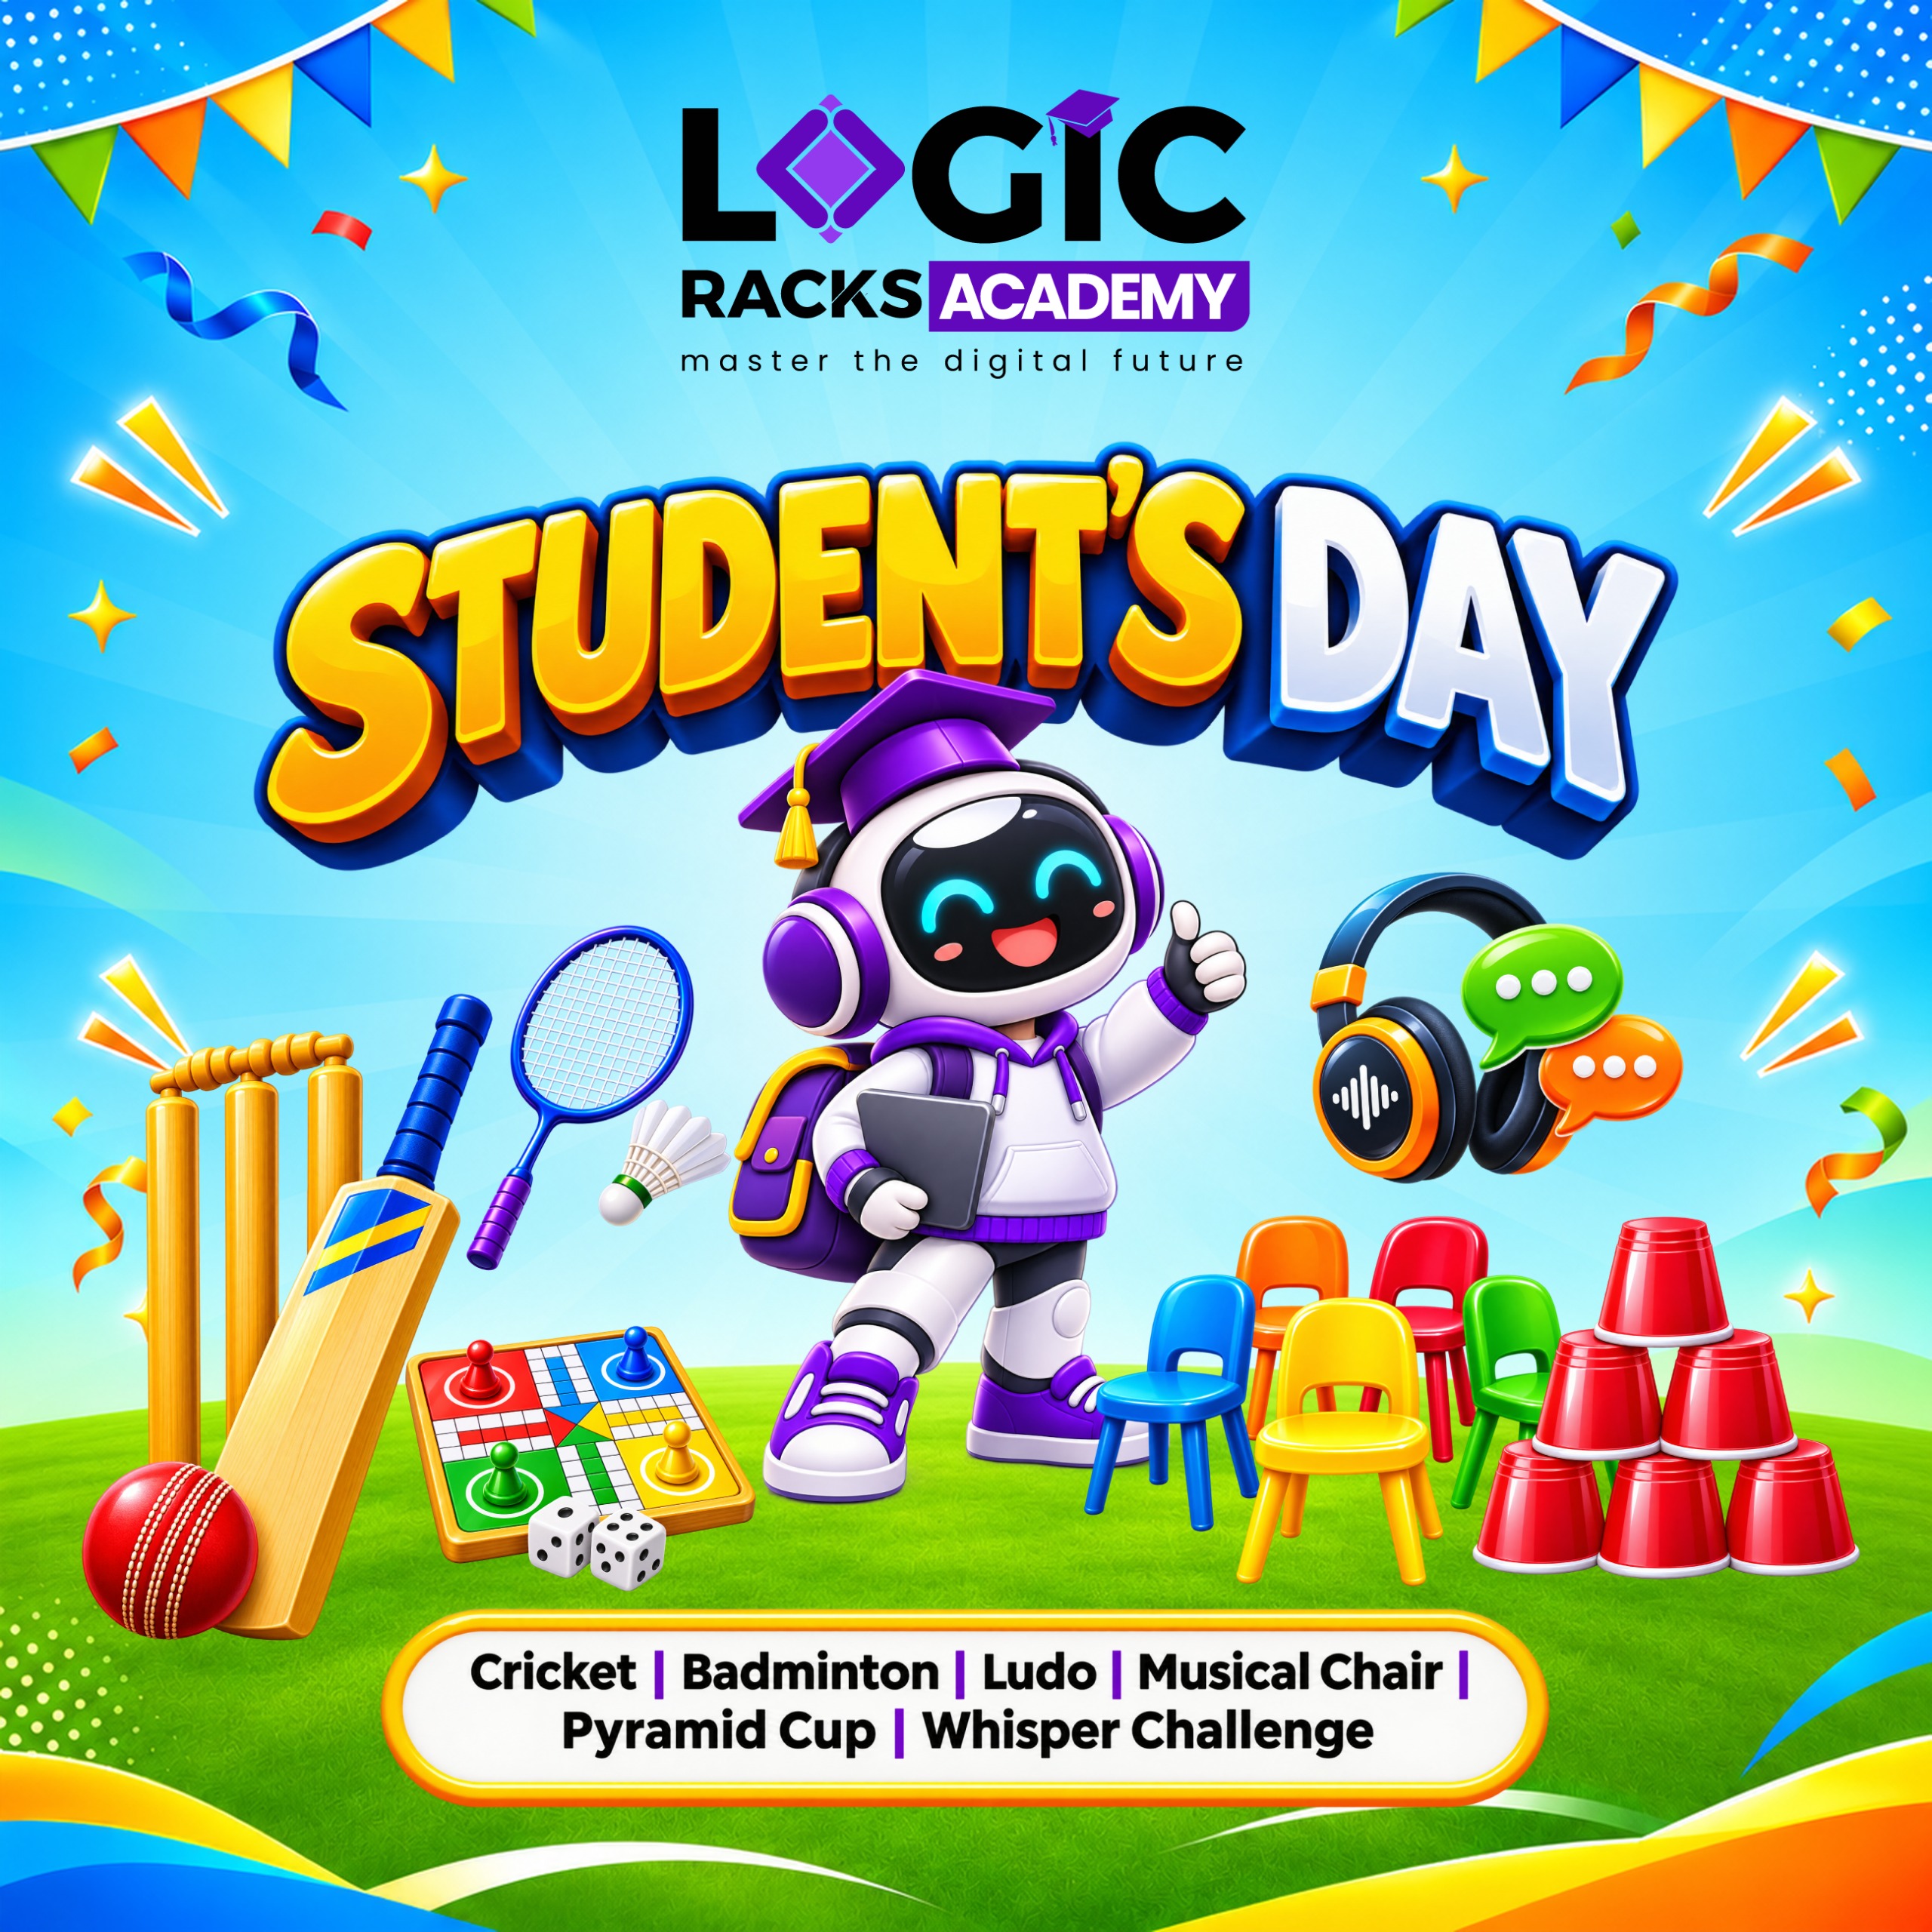 LOGIC
RACKS ACADEMY
master the digital future
STUDENT'S DAY
Cricket | Badminton | Ludo | Musical Chair |
Pyramid Cup | Whisper Challenge